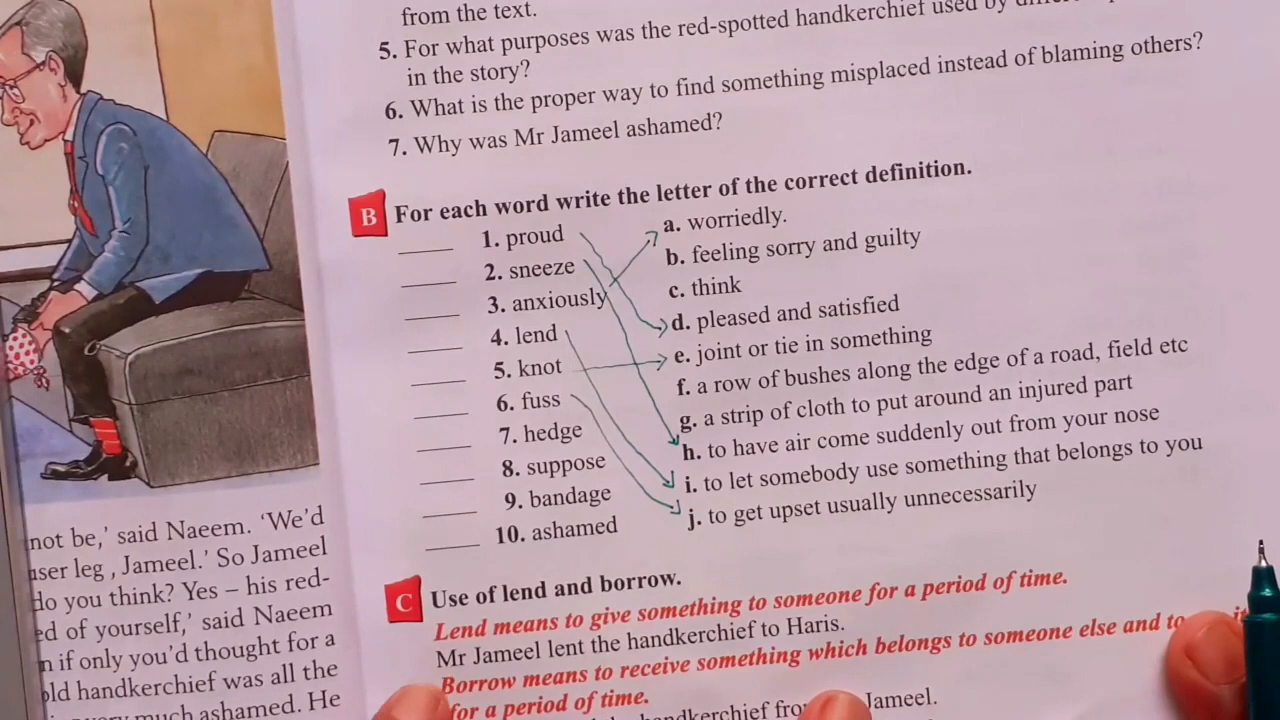 from the text.
5. For what purposes was the red-spotted handkerchief used by
in the story?
6. What is the proper way to find something misplaced instead of blaming others?
7. Why was Mr Jameel ashamed?
B For each word write the letter of the correct definition.
1. proud
2. sneeze
3. anxiously
4. lend
5. knot
6. fuss
7. hedge
8. suppose
9. bandage
10. ashamed
a. worriedly.
b. feeling sorry and guilty
c. think
d. pleased and satisfied
e. joint or tie in something
f. a row of bushes along the edge of a road, field etc
g. a strip of cloth to put around an injured part
h. to have air come suddenly out from your nose
i. to let somebody use something that belongs to you
j. to get upset usually unnecessarily
C Use of lend and borrow.
Lend means to give something to someone for a period of time.
Mr Jameel lent the handkerchief to Haris.
Borrow means to receive something which belongs to someone else and to
for a period of time.
Jameel.
not be,' said Naeem. 'We'd
leg , Jameel.' So Jameel
do you think? Yes – his red-
of yourself,' said Naeem
if only you'd thought for a
old handkerchief was all the
much ashamed. He